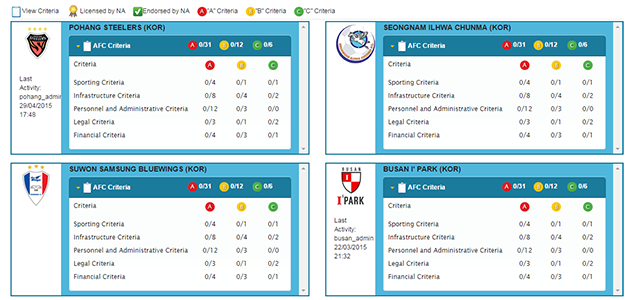 View Criteria Licensed by NA Endorsed by NA "A" Criteria "B" Criteria "C" Criteria
POHANG STEELERS (KOR)
AFC Criteria A 0/31 B 0/12 C 0/6
Criteria A B C
Sporting Criteria 0/4 0/1 0/1
Infrastructure Criteria 0/8 0/4 0/2
Personnel and Administrative Criteria 0/12 0/3 0/0
Legal Criteria 0/3 0/1 0/2
Financial Criteria 0/4 0/3 0/1
Last
Activity:
pohang_admin
29/04/2015
17:48
SEONGNAM ILHWA CHUNMA (KOR)
AFC Criteria A 0/31 B 0/12 C 0/6
Criteria A B C
Sporting Criteria 0/4 0/1 0/1
Infrastructure Criteria 0/8 0/4 0/2
Personnel and Administrative Criteria 0/12 0/3 0/0
Legal Criteria 0/3 0/1 0/2
Financial Criteria 0/4 0/3 0/1
SUWON SAMSUNG BLUEWINGS (KOR)
AFC Criteria A 0/31 B 0/12 C 0/6
Criteria A B C
Sporting Criteria 0/4 0/1 0/1
Infrastructure Criteria 0/8 0/4 0/2
Personnel and Administrative Criteria 0/12 0/3 0/0
Legal Criteria 0/3 0/1 0/2
Financial Criteria 0/4 0/3 0/1
BUSAN I' PARK (KOR)
BUSAN
I'PARK
AFC Criteria A 0/31 B 0/12 C 0/6
Criteria A B C
Sporting Criteria 0/4 0/1 0/1
Infrastructure Criteria 0/8 0/4 0/2
Personnel and Administrative Criteria 0/12 0/3 0/0
Legal Criteria 0/3 0/1 0/2
Financial Criteria 0/4 0/3 0/1
Last
Activity:
busan_admin
22/03/2015
21:32